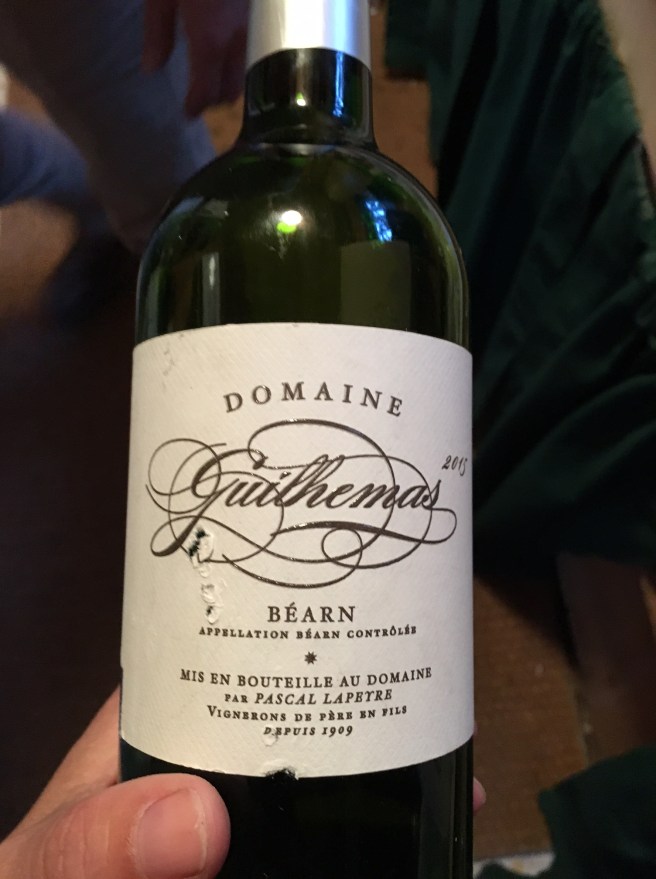 DOMAINE
Guilhemas 2015
BÉARN
APPELLATION BÉARN CONTRÔLÉE
MIS EN BOUTEILLE AU DOMAINE
PAR PASCAL LAPEYRE
VIGNERONS DE PÈRE EN FILS
DEPUIS 1909